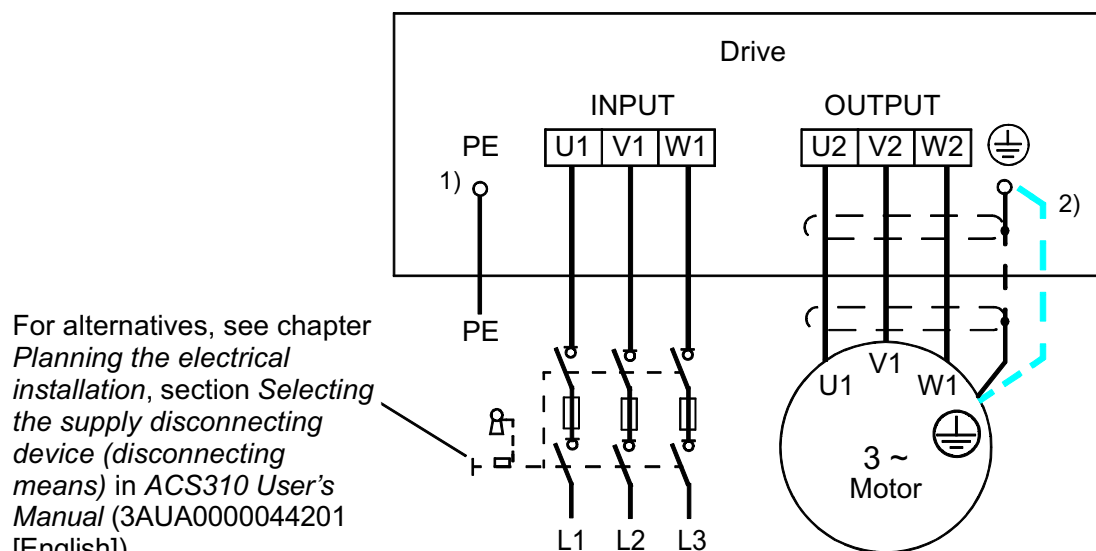 Drive
INPUT
OUTPUT
PE
U1 V1 W1
U2 V2 W2
1)
2)
PE
For alternatives, see chapter
Planning the electrical
installation, section Selecting
the supply disconnecting
device (disconnecting
means) in ACS310 User's
Manual (3AUA0000044201
[English])
U1
V1
W1
3 ~
Motor
L1
L2
L3